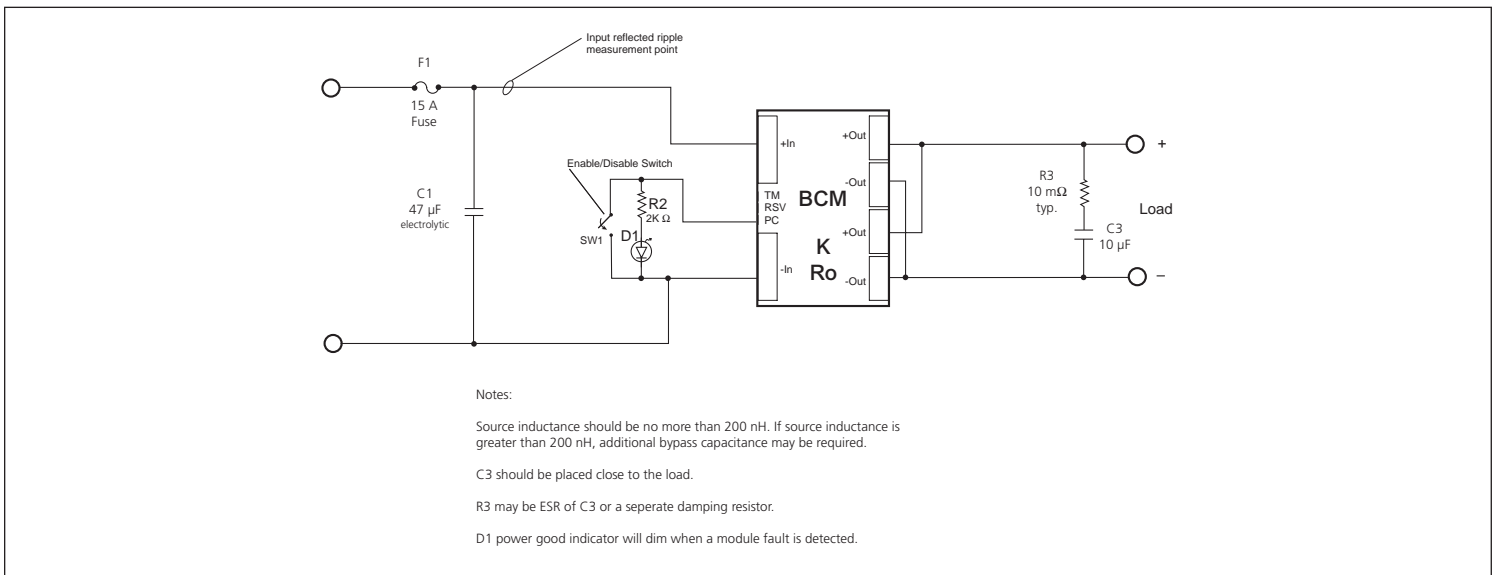 Input reflected ripple
measurement point
F1
15 A
Fuse
C1
47 µF
electrolytic
Enable/Disable Switch
SW1
R2
2K Ω
D1
+In
TM
RSV
PC
-In
BCM
K
Ro
+Out
-Out
+Out
-Out
R3
10 mΩ
typ.
C3
10 µF
+
Load
–
Notes:
Source inductance should be no more than 200 nH. If source inductance is
greater than 200 nH, additional bypass capacitance may be required.
C3 should be placed close to the load.
R3 may be ESR of C3 or a seperate damping resistor.
D1 power good indicator will dim when a module fault is detected.